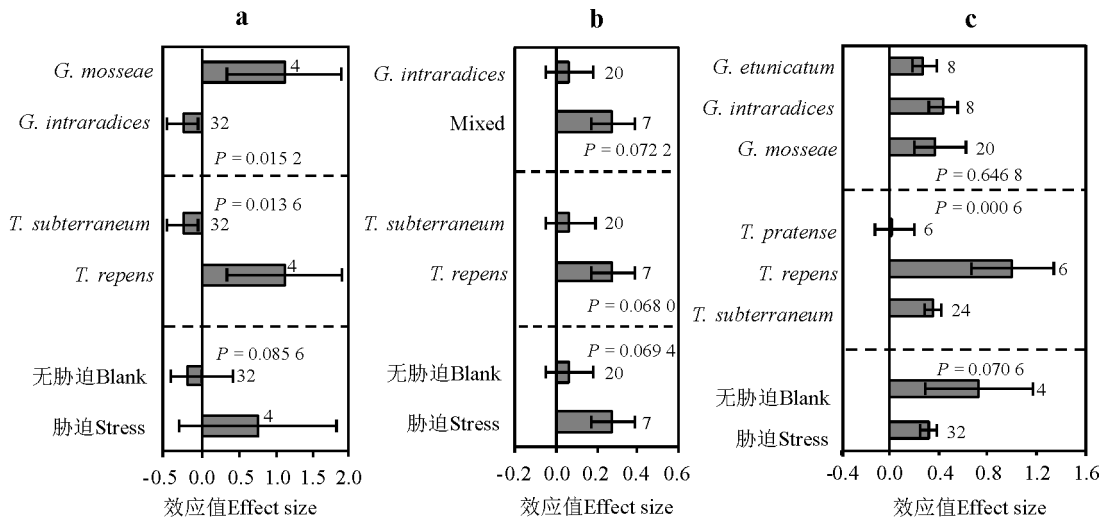 a
G. mosseae
4
G. intraradices
32
P = 0.015 2
P = 0.013 6
T. subterraneum
32
T. repens
4
P = 0.085 6
无胁迫Blank
32
胁迫Stress
4
-0.5 0.0 0.5 1.0 1.5 2.0
效应值Effect size
b
G. intraradices
20
Mixed
7
P = 0.072 2
T. subterraneum
20
T. repens
7
P = 0.068 0
P = 0.069 4
无胁迫Blank
20
胁迫Stress
7
-0.2 0.0 0.2 0.4 0.6
效应值Effect size
c
G. etunicatum
8
G. intraradices
8
G. mosseae
20
P = 0.646 8
P = 0.000 6
T. pratense
6
T. repens
6
T. subterraneum
24
P = 0.070 6
无胁迫Blank
4
胁迫Stress
32
-0.4 0.0 0.4 0.8 1.2 1.6
效应值Effect size